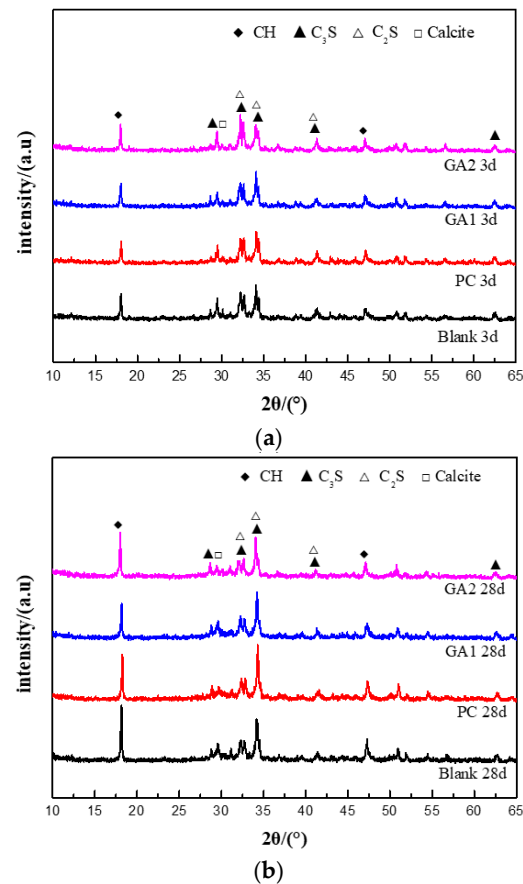 ◆ CH ▲ C₃S △ C₂S □ Calcite
GA2 3d
GA1 3d
PC 3d
Blank 3d
intensity/(a.u)
10 15 20 25 30 35 40 45 50 55 60 65
2θ/(°)
(a)
◆ CH ▲ C₃S △ C₂S □ Calcite
GA2 28d
GA1 28d
PC 28d
Blank 28d
intensity/(a.u)
10 15 20 25 30 35 40 45 50 55 60 65
2θ/(°)
(b)